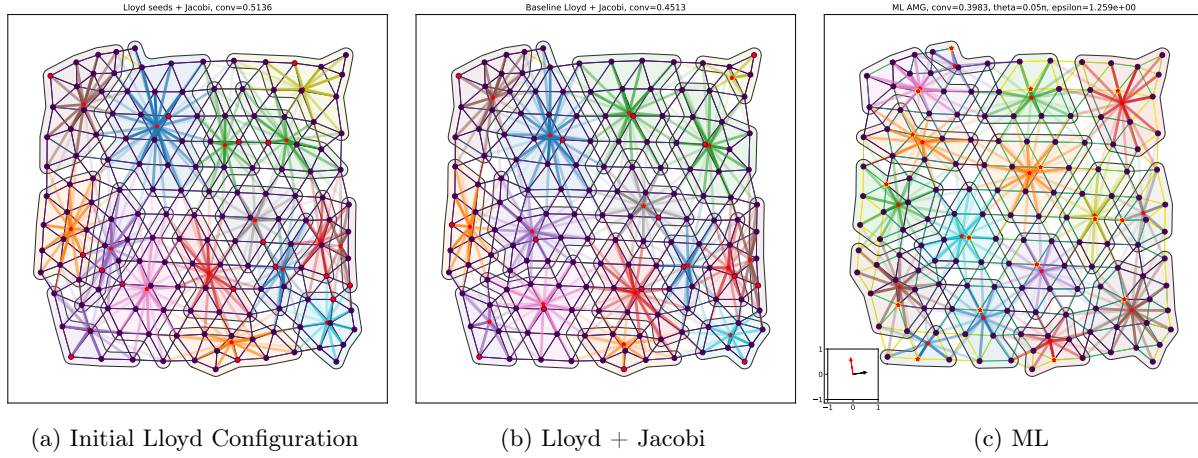 Lloyd seeds + Jacobi, conv=0.5136
Baseline Lloyd + Jacobi, conv=0.4513
ML AMG, conv=0.3983, theta=0.05π, epsilon=1.259e+00
1
0
−1
−1 0 1
(a) Initial Lloyd Configuration
(b) Lloyd + Jacobi
(c) ML